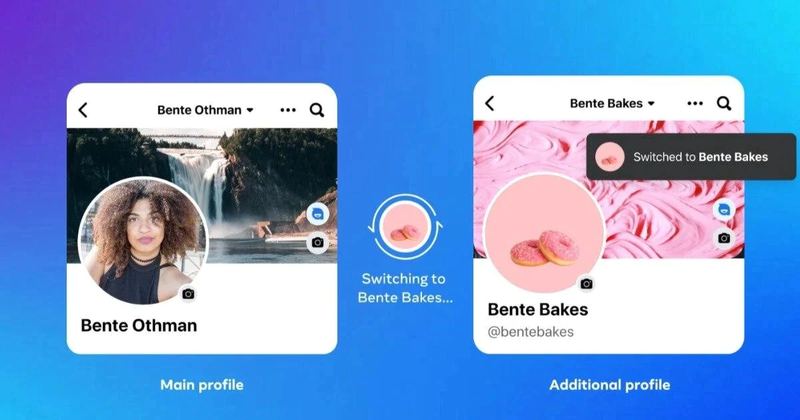 Bente Othman
Bente Bakes
Switched to Bente Bakes
Switching to
Bente Bakes...
Bente Othman
Bente Bakes
@bentebakes
Main profile
Additional profile